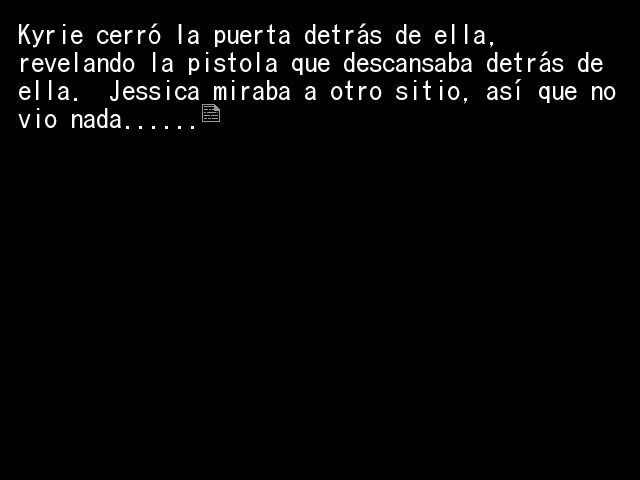 Kyrie cerró la puerta detrás de ella,
revelando la pistola que descansaba detrás de
ella.  Jessica miraba a otro sitio, así que no
vio nada......